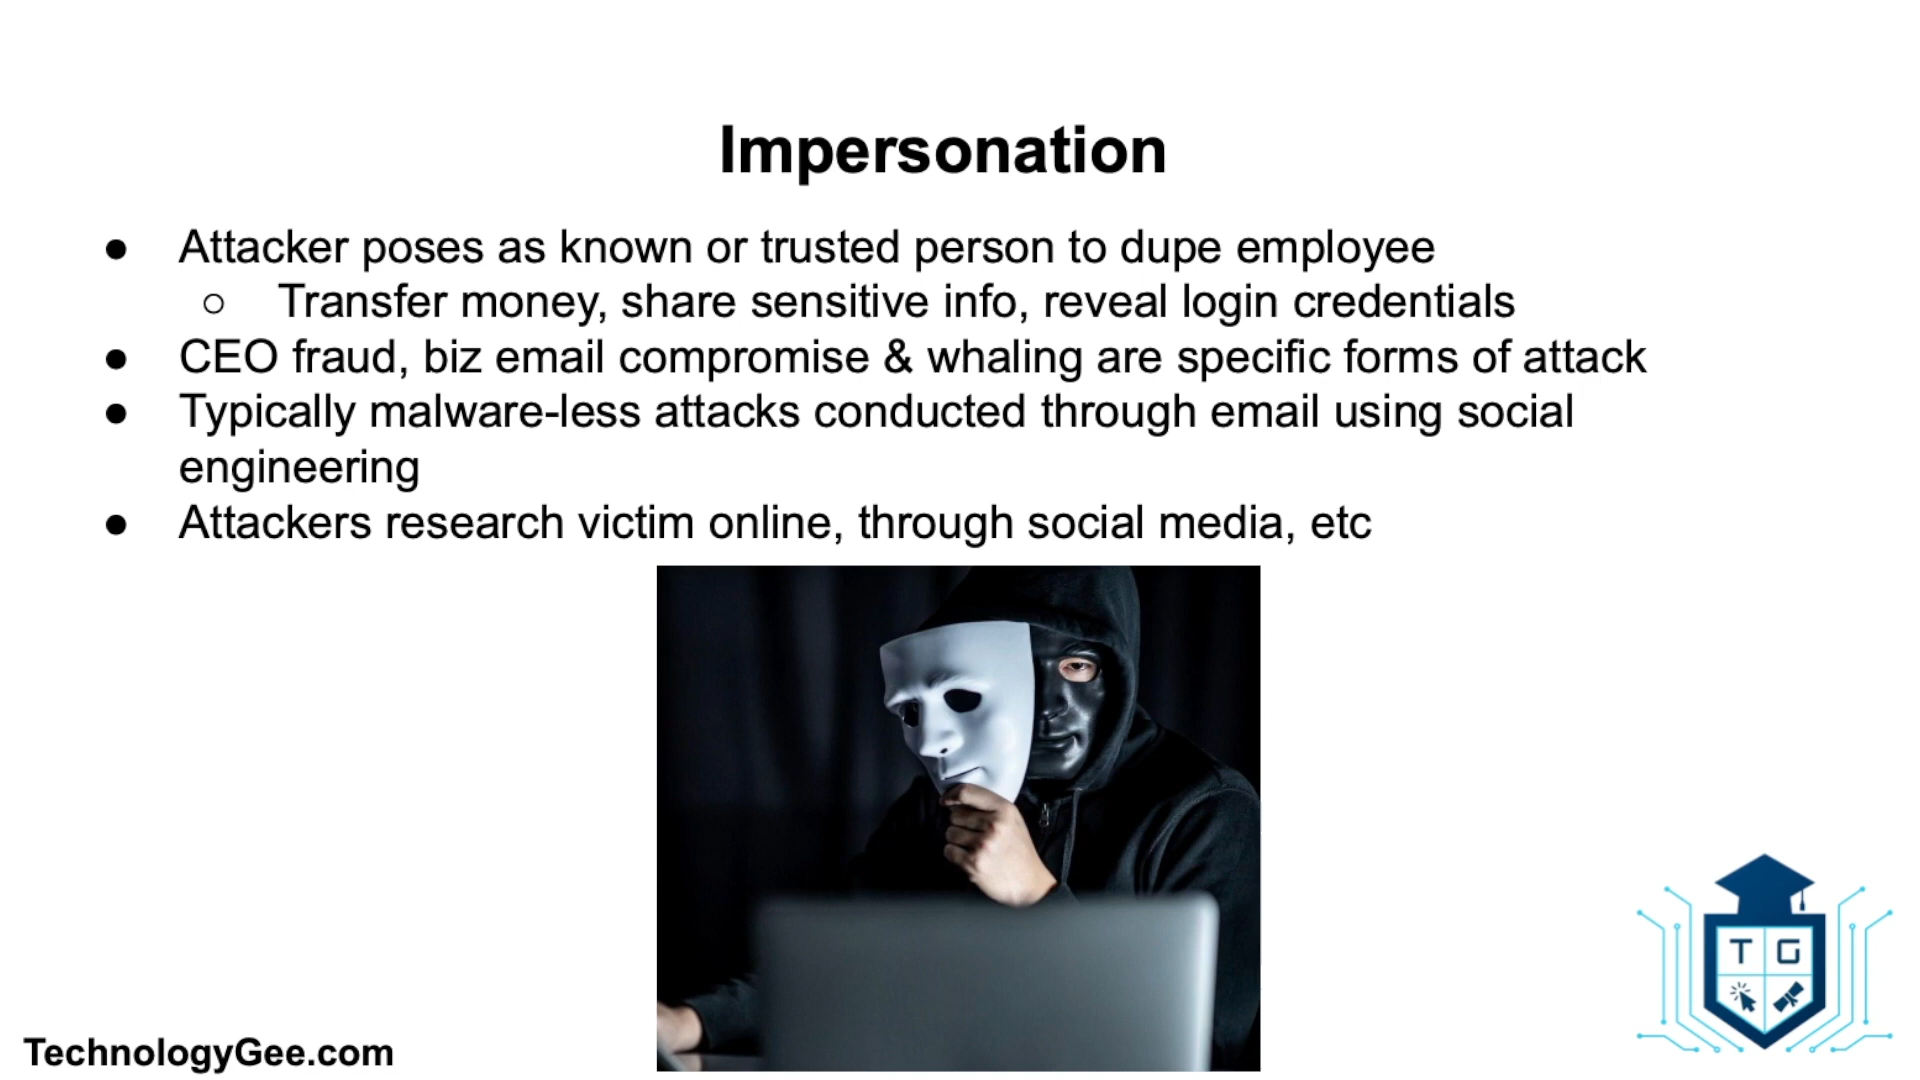 Impersonation
● Attacker poses as known or trusted person to dupe employee
○ Transfer money, share sensitive info, reveal login credentials
● CEO fraud, biz email compromise & whaling are specific forms of attack
● Typically malware-less attacks conducted through email using social
engineering
● Attackers research victim online, through social media, etc
T G
TechnologyGee.com